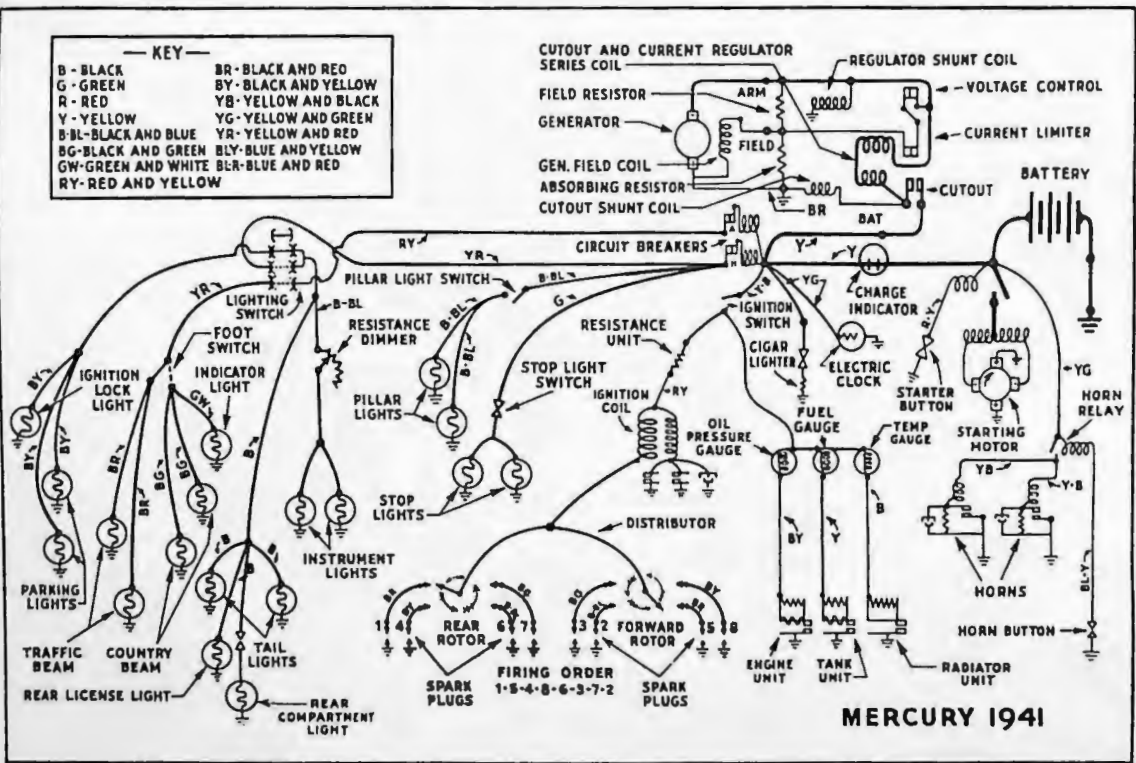 — KEY —
B - BLACK
G - GREEN
R - RED
Y - YELLOW
B-BL-BLACK AND BLUE
BG-BLACK AND GREEN
GW-GREEN AND WHITE
RY-RED AND YELLOW
BR-BLACK AND RED
BY-BLACK AND YELLOW
YB-YELLOW AND BLACK
YG-YELLOW AND GREEN
YR-YELLOW AND RED
BLY-BLUE AND YELLOW
BLR-BLUE AND RED
CUTOUT AND CURRENT REGULATOR
SERIES COIL
REGULATOR SHUNT COIL
ARM
FIELD RESISTOR
VOLTAGE CONTROL
GENERATOR
FIELD
CURRENT LIMITER
GEN. FIELD COIL
ABSORBING RESISTOR
CUTOUT SHUNT COIL
BR
BAT
CUTOUT
BATTERY
RY
CIRCUIT BREAKERS
Y
Y
YR
PILLAR LIGHT SWITCH
B-BL
G
Y-B
YG
CHARGE
INDICATOR
YR
LIGHTING
SWITCH
B-BL
B-BL
B-BL
IGNITION
SWITCH
R-Y
FOOT
SWITCH
RESISTANCE
DIMMER
RESISTANCE
UNIT
CIGAR
LIGHTER
ELECTRIC
CLOCK
STARTER
BUTTON
YG
BY
IGNITION
LOCK
LIGHT
INDICATOR
LIGHT
GW
STOP LIGHT
SWITCH
RY
IGNITION
COIL
PILLAR
LIGHTS
FUEL
GAUGE
TEMP
GAUGE
OIL
PRESSURE
GAUGE
STARTING
MOTOR
HORN
RELAY
BY
BY
BR
BR
BG
BG
B
YB
Y-B
STOP
LIGHTS
INSTRUMENT
LIGHTS
DISTRIBUTOR
BY
Y
B
HORNS
BL-Y
PARKING
LIGHTS
B
B
B
TRAFFIC
BEAM
COUNTRY
BEAM
TAIL
LIGHTS
REAR LICENSE LIGHT
REAR
COMPARTMENT
LIGHT
BR
BY
BG
BR
BG
B-BL
BR
BY
1 4
REAR
ROTOR
6 7
3 2
FORWARD
ROTOR
5 8
SPARK
PLUGS
FIRING ORDER
1-5-4-8-6-3-7-2
SPARK
PLUGS
ENGINE
UNIT
TANK
UNIT
RADIATOR
UNIT
HORN BUTTON
MERCURY 1941